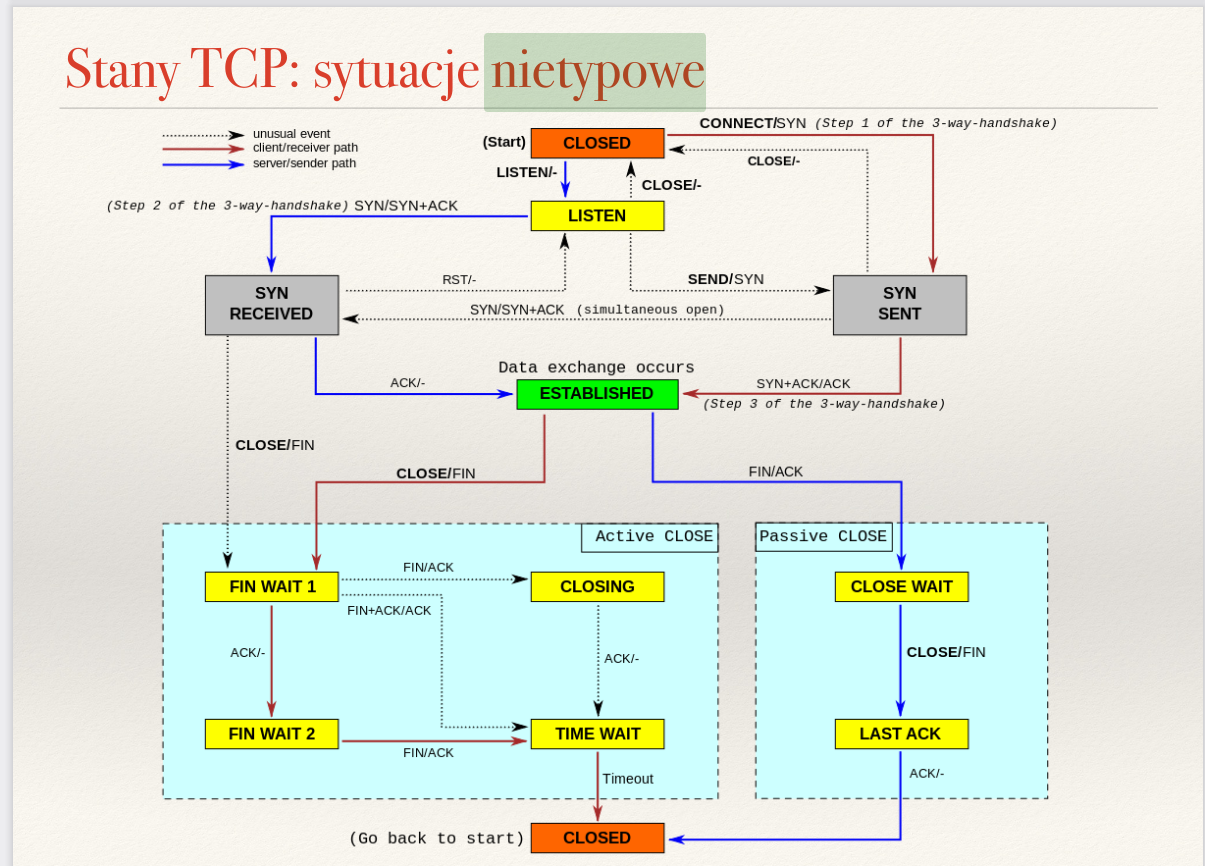 Stany TCP: sytuacje nietypowe
unusual event
client/receiver path
server/sender path
(Start)
CLOSED
CONNECT/SYN (Step 1 of the 3-way-handshake)
CLOSE/-
LISTEN/-
CLOSE/-
(Step 2 of the 3-way-handshake) SYN/SYN+ACK
LISTEN
RST/-
SEND/SYN
SYN
RECEIVED
SYN
SENT
SYN/SYN+ACK (simultaneous open)
Data exchange occurs
ACK/-
ESTABLISHED
SYN+ACK/ACK
(Step 3 of the 3-way-handshake)
CLOSE/FIN
CLOSE/FIN
FIN/ACK
Active CLOSE
Passive CLOSE
FIN WAIT 1
FIN/ACK
CLOSING
CLOSE WAIT
FIN+ACK/ACK
ACK/-
ACK/-
CLOSE/FIN
FIN WAIT 2
FIN/ACK
TIME WAIT
LAST ACK
Timeout
ACK/-
(Go back to start)
CLOSED